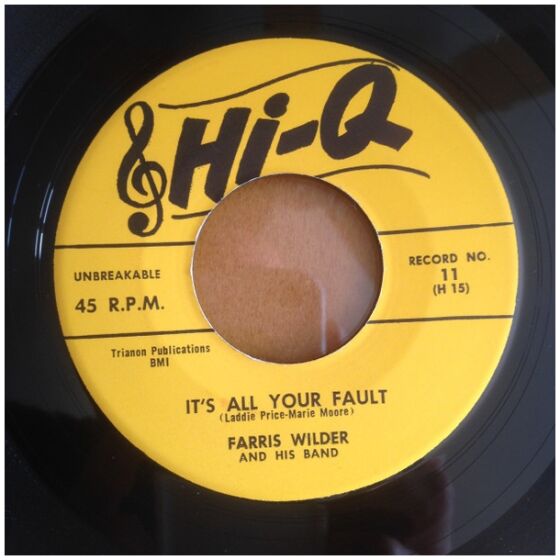 Hi-Q
UNBREAKABLE
45 R.P.M.
RECORD NO.
11
(H 15)
Trianon Publications
BMI
IT'S ALL YOUR FAULT
(Laddie Price-Marie Moore)
FARRIS WILDER
AND HIS BAND